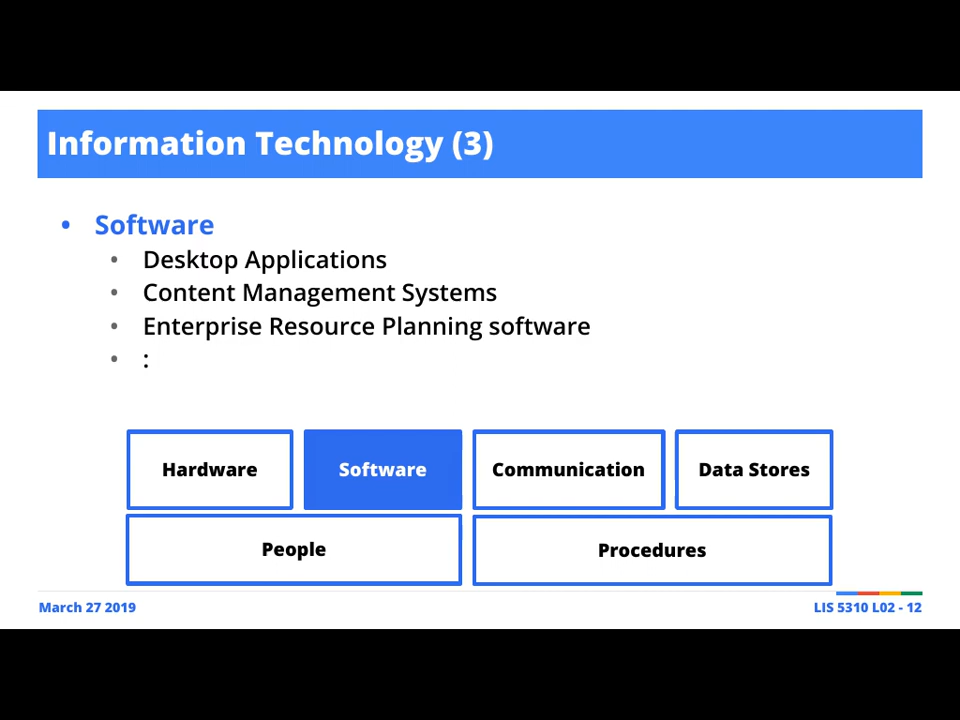 Information Technology (3)
• Software
• Desktop Applications
• Content Management Systems
• Enterprise Resource Planning software
• :
Hardware
Software
Communication
Data Stores
People
Procedures
March 27 2019
LIS 5310 L02 - 12